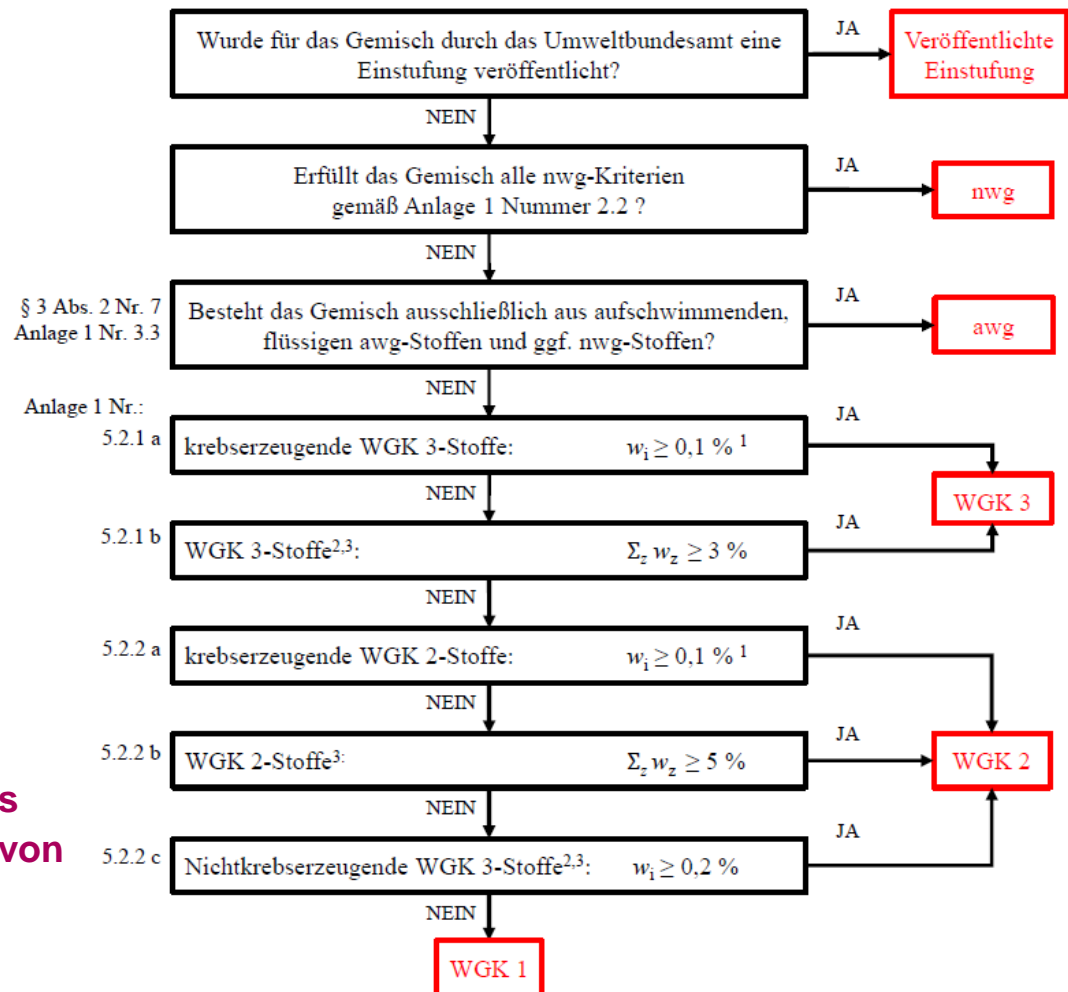 Wurde für das Gemisch durch das Umweltbundesamt eine
Einstufung veröffentlicht?
JA
Veröffentlichte
Einstufung
NEIN
Erfüllt das Gemisch alle nwg-Kriterien
gemäß Anlage 1 Nummer 2.2 ?
JA
nwg
NEIN
§ 3 Abs. 2 Nr. 7
Anlage 1 Nr. 3.3
Besteht das Gemisch ausschließlich aus aufschwimmenden,
flüssigen awg-Stoffen und ggf. nwg-Stoffen?
JA
awg
NEIN
Anlage 1 Nr.:
5.2.1 a
krebserzeugende WGK 3-Stoffe: wᵢ ≥ 0,1 % ¹
JA
NEIN
WGK 3
5.2.1 b
WGK 3-Stoffe²,³: Σz wz ≥ 3 %
JA
NEIN
5.2.2 a
krebserzeugende WGK 2-Stoffe: wᵢ ≥ 0,1 % ¹
JA
NEIN
5.2.2 b
WGK 2-Stoffe³: Σz wz ≥ 5 %
JA
WGK 2
s
von
NEIN
5.2.2 c
Nichtkrebserzeugende WGK 3-Stoffe²,³: wᵢ ≥ 0,2 %
JA
NEIN
WGK 1